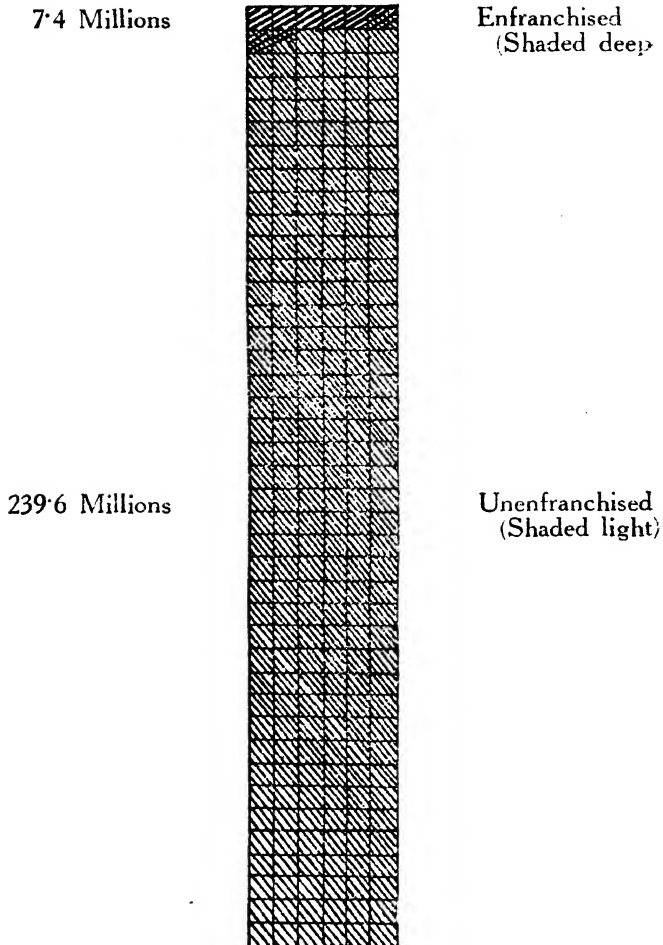 7·4 Millions
Enfranchised
(Shaded deep)
239·6 Millions
Unenfranchised
(Shaded light)